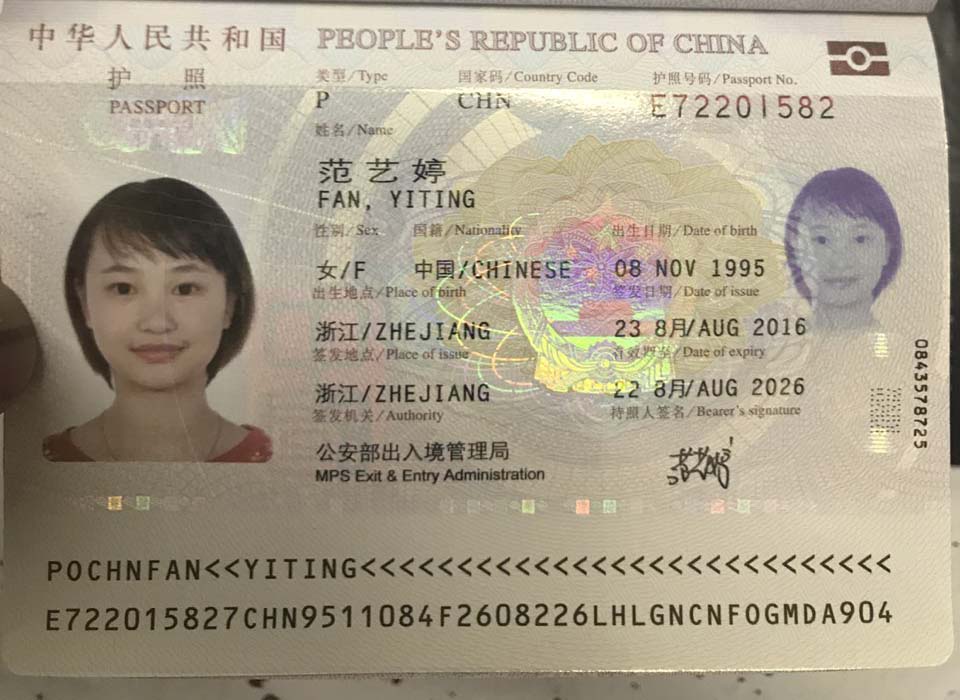 中华人民共和国 PEOPLE'S REPUBLIC OF CHINA
护 照
PASSPORT
类型/Type 国家码/Country Code 护照号码/Passport No.
P CHN E72201582
姓名/Name
范艺婷
FAN, YITING
性别/Sex 国籍/Nationality 出生日期/Date of birth
女/F 中国/CHINESE 08 NOV 1995
出生地点/Place of birth 签发日期/Date of issue
浙江/ZHEJIANG 23 8月/AUG 2016
签发地点/Place of issue 有效期至/Date of expiry
浙江/ZHEJIANG 22 8月/AUG 2026
签发机关/Authority 持照人签名/Bearer's signature
公安部出入境管理局
MPS Exit & Entry Administration
范艺婷
0843578725
POCHNFAN<<YITING<<<<<<<<<<<<<<<<<<<<<<<<<<<<
E722015827CHN9511084F2608226LHLGNCNFOGMDA904